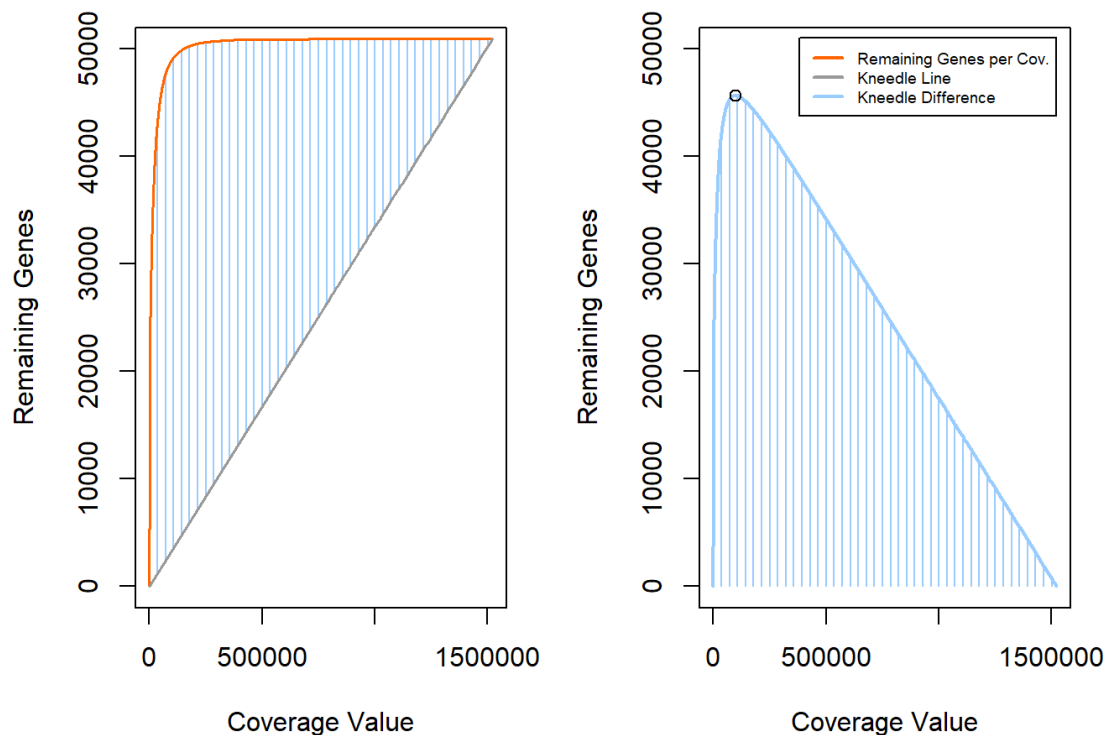 Remaining Genes
50000
40000
30000
20000
10000
0
0 500000 1500000
Coverage Value
Remaining Genes
50000
40000
30000
20000
10000
0
Remaining Genes per Cov.
Kneedle Line
Kneedle Difference
0 500000 1500000
Coverage Value